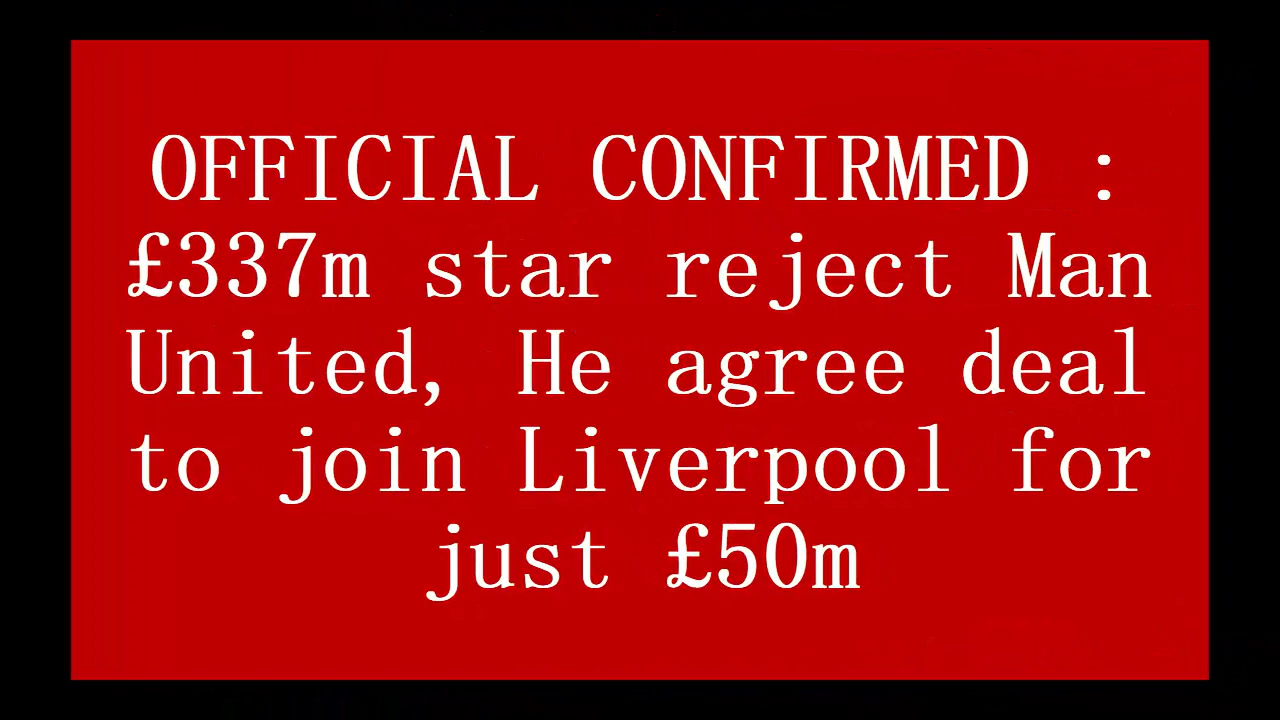 OFFICIAL CONFIRMED :
£337m star reject Man
United, He agree deal
to join Liverpool for
just £50m